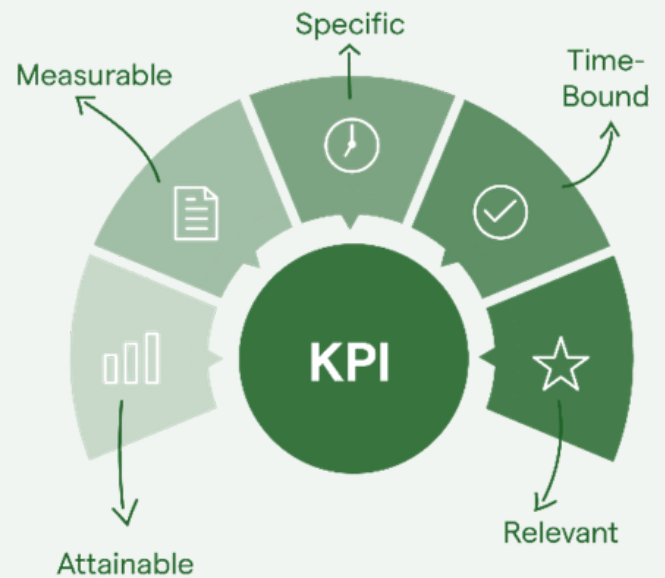 Specific
Measurable
Time-
Bound
KPI
Relevant
Attainable